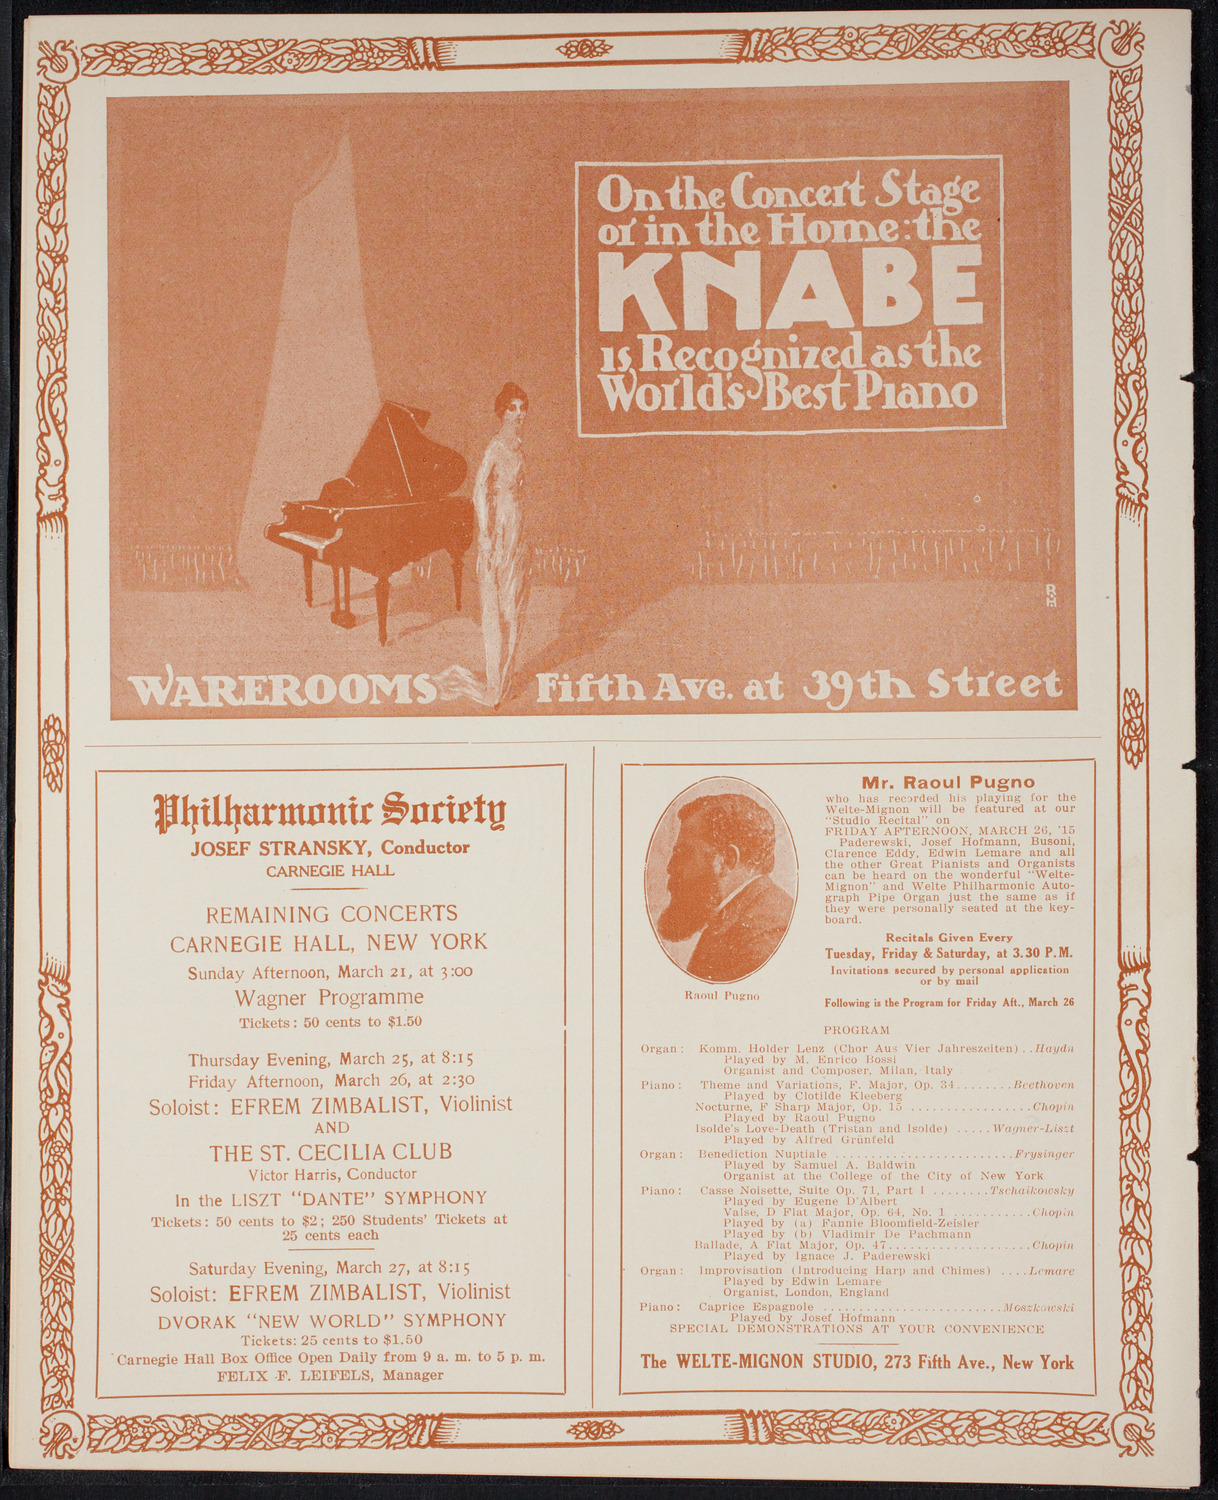 On the Concert Stage
or in the Home: the
KNABE
is Recognized as the
World's Best Piano
RM
WAREROOMS Fifth Ave. at 39th Street
Philharmonic Society
JOSEF STRANSKY, Conductor
CARNEGIE HALL
REMAINING CONCERTS
CARNEGIE HALL, NEW YORK
Sunday Afternoon, March 21, at 3:00
Wagner Programme
Tickets: 50 cents to $1.50
Thursday Evening, March 25, at 8:15
Friday Afternoon, March 26, at 2:30
Soloist: EFREM ZIMBALIST, Violinist
AND
THE ST. CECILIA CLUB
Victor Harris, Conductor
In the LISZT "DANTE" SYMPHONY
Tickets: 50 cents to $2; 250 Students' Tickets at
25 cents each
Saturday Evening, March 27, at 8:15
Soloist: EFREM ZIMBALIST, Violinist
DVORAK "NEW WORLD" SYMPHONY
Tickets: 25 cents to $1.50
Carnegie Hall Box Office Open Daily from 9 a. m. to 5 p. m.
FELIX F. LEIFELS, Manager
Raoul Pugno
Mr. Raoul Pugno
who has recorded his playing for the
Welte-Mignon will be featured at our
"Studio Recital" on
FRIDAY AFTERNOON, MARCH 26, '15
Paderewski, Josef Hofmann, Busoni,
Clarence Eddy, Edwin Lemare and all
the other Great Pianists and Organists
can be heard on the wonderful "Welte-
Mignon" and Welte Philharmonic Auto-
graph Pipe Organ just the same as if
they were personally seated at the key-
board.
Recitals Given Every
Tuesday, Friday & Saturday, at 3.30 P.M.
Invitations secured by personal application
or by mail
Following is the Program for Friday Aft., March 26
PROGRAM
Organ: Komm. Holder Lenz (Chor Aus Vier Jahreszeiten)..Haydn
Played by M. Enrico Bossi
Organist and Composer, Milan, Italy
Piano: Theme and Variations, F. Major, Op. 34........Beethoven
Played by Clotilde Kleeberg
Nocturne, F Sharp Major, Op. 15 .................Chopin
Played by Raoul Pugno
Isolde's Love-Death (Tristan and Isolde) .....Wagner-Liszt
Played by Alfred Grünfeld
Organ: Benediction Nuptiale .........................Frysinger
Played by Samuel A. Baldwin
Organist at the College of the City of New York
Piano: Casse Noisette, Suite Op. 71, Part 1 ........Tschaikowsky
Played by Eugene D'Albert
Valse, D Flat Major, Op. 64, No. 1 ...........Chopin
Played by (a) Fannie Bloomfield-Zeisler
Played by (b) Vladimir De Pachmann
Ballade, A Flat Major, Op. 47....................Chopin
Played by Ignace J. Paderewski
Organ: Improvisation (Introducing Harp and Chimes) ....Lemare
Played by Edwin Lemare
Organist, London, England
Piano: Caprice Espagnole .........................Moszkowski
Played by Josef Hofmann
SPECIAL DEMONSTRATIONS AT YOUR CONVENIENCE
The WELTE-MIGNON STUDIO, 273 Fifth Ave., New York